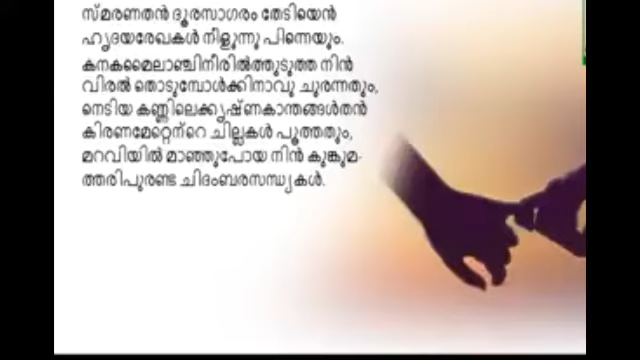 സ്മരണതൻ ദൂരസാഗരം തേടിയെൻ
ഹൃദയരേഖകൾ നീളുന്നു പിന്നെയും.
കനകമൈലാഞ്ചിനീരിൽത്തുടുത്ത നിൻ
വിരൽ തൊടുമ്പോൾക്കിനാവു ചുരന്നതും,
നെടിയ കണ്ണിലെക്കൃഷ്ണകാന്തങ്ങൾതൻ
കിരണമേറ്റെന്റെ ചില്ലകൾ പൂത്തതും,
മറവിയിൽ മാഞ്ഞുപോയ നിൻ കുങ്കുമ-
ത്തരിപുരണ്ട ചിദംബരസന്ധ്യകൾ.